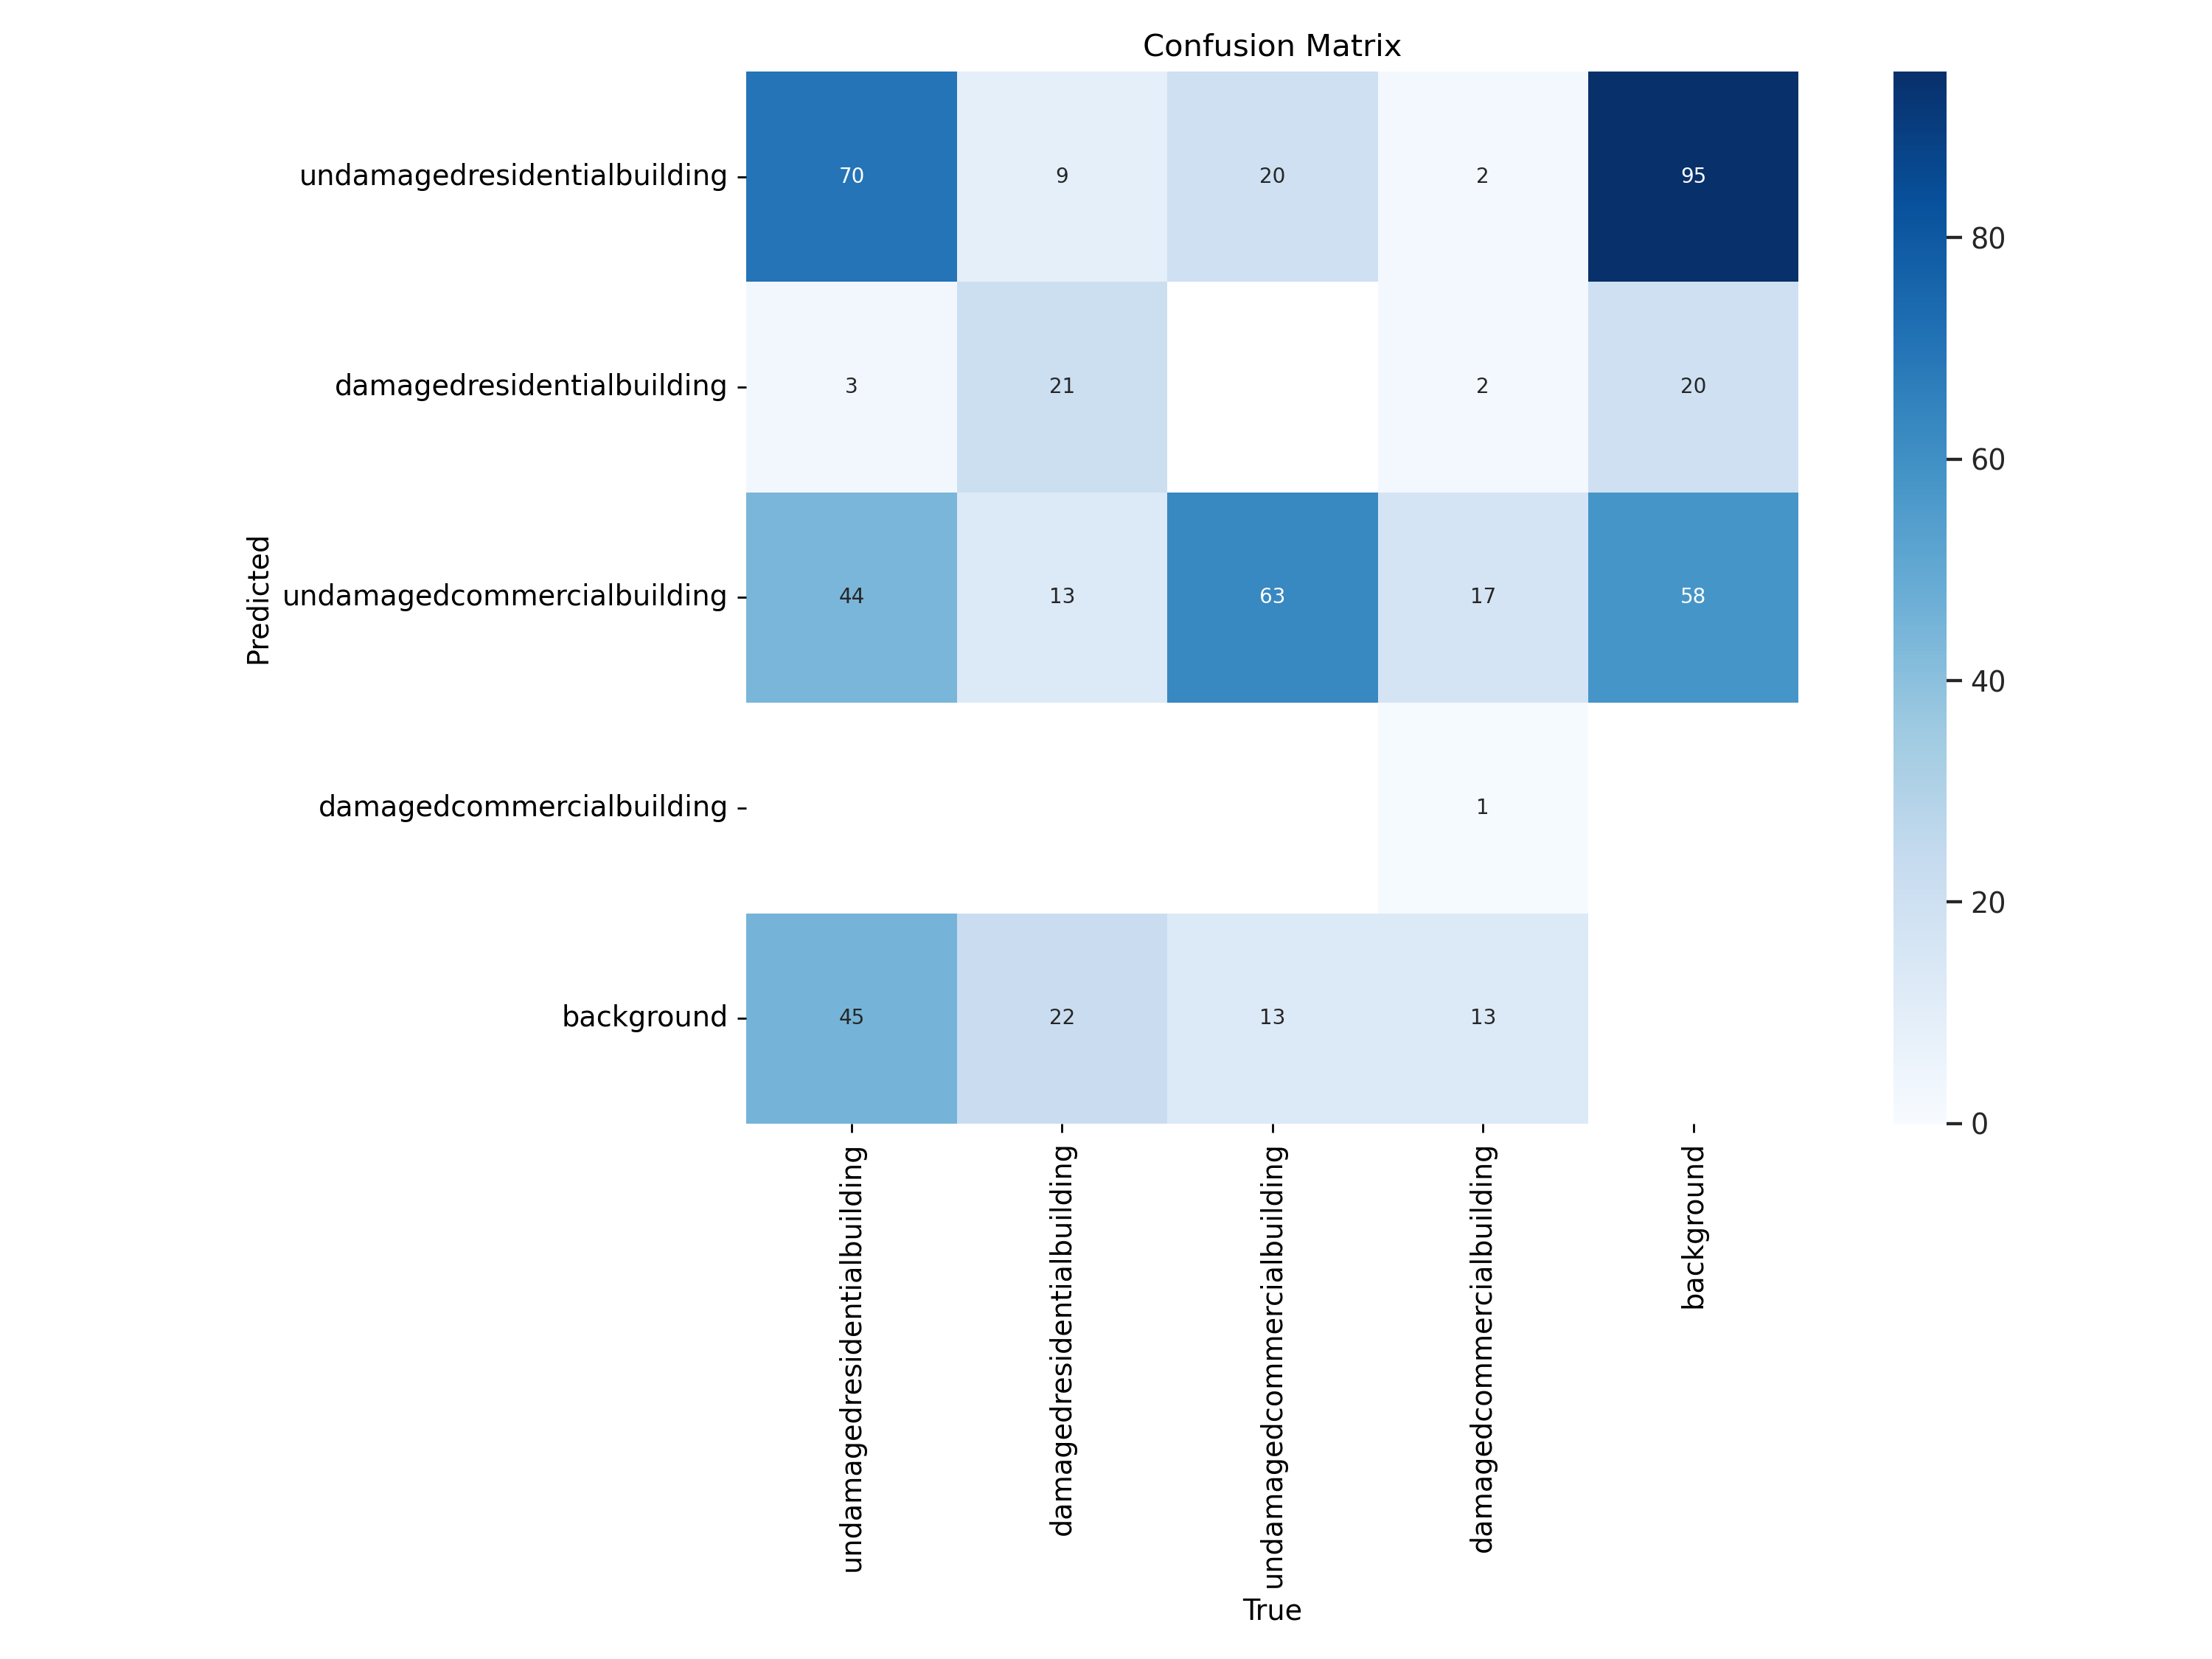 Confusion Matrix
undamagedresidentialbuilding 70 9 20 2 95
damagedresidentialbuilding 3 21 2 20
undamagedcommercialbuilding 44 13 63 17 58
damagedcommercialbuilding 1
background 45 22 13 13
Predicted
80
60
40
20
0
undamagedresidentialbuilding
damagedresidentialbuilding
undamagedcommercialbuilding
damagedcommercialbuilding
background
True